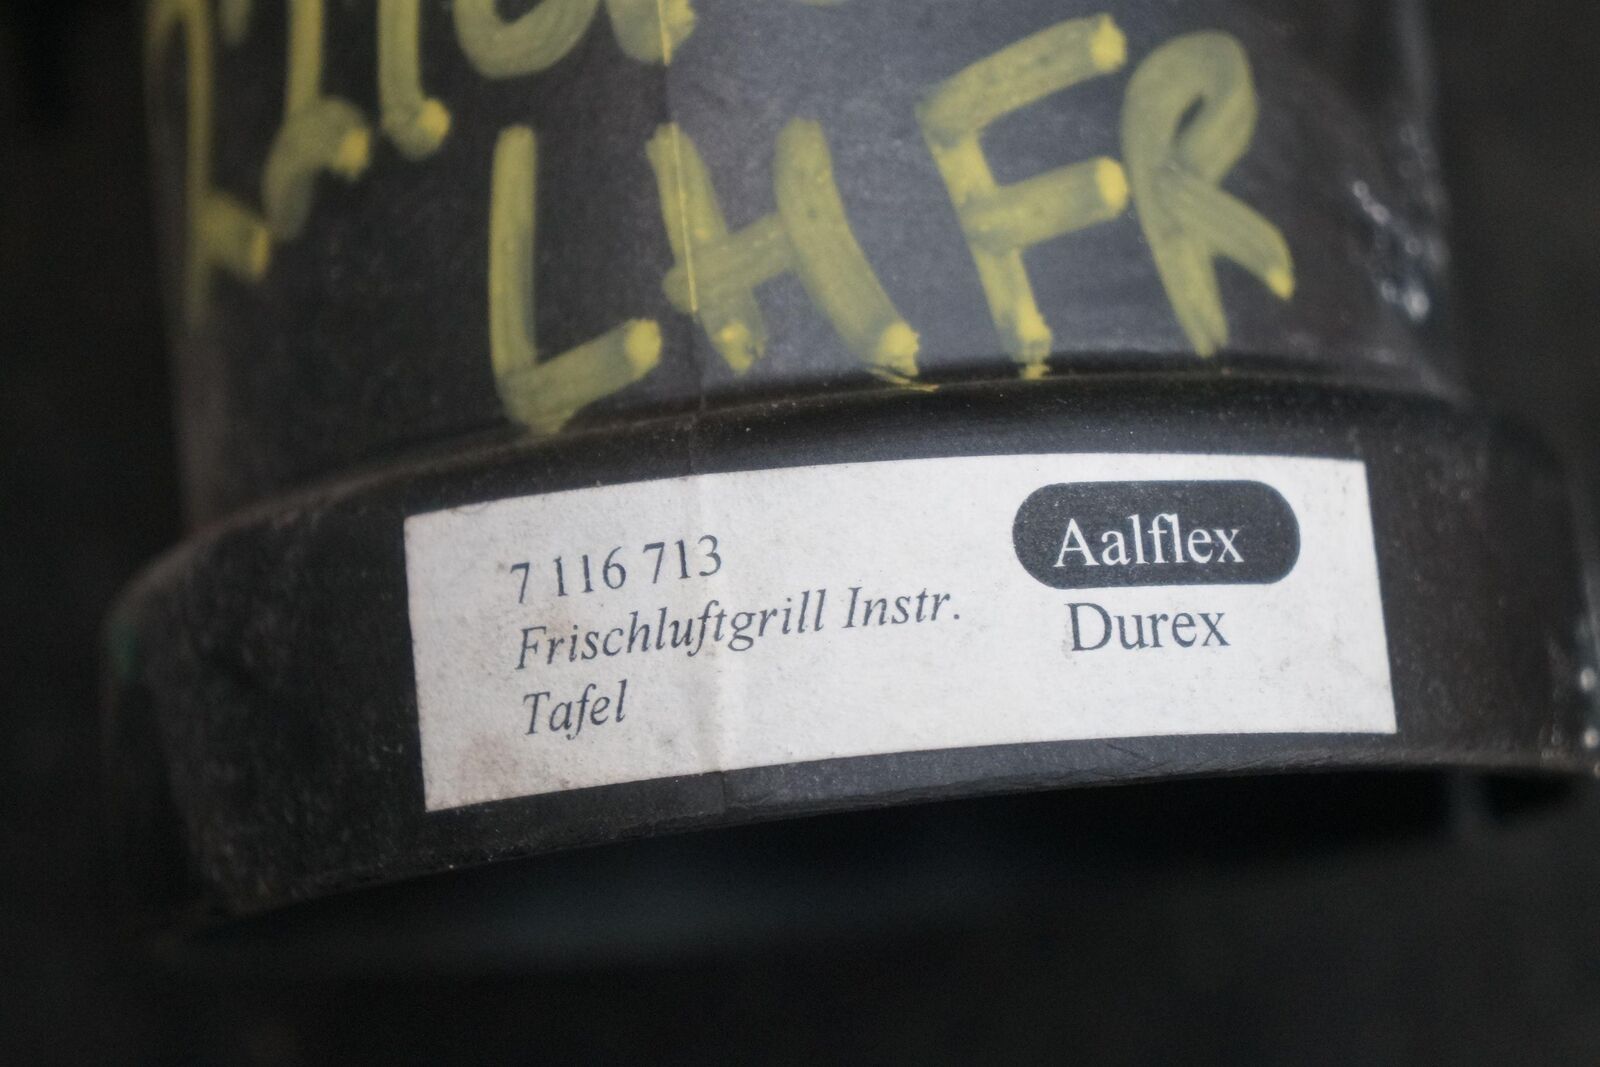 LHFR
7 116 713
Frischluftgrill Instr.
Tafel
Aalflex
Durex